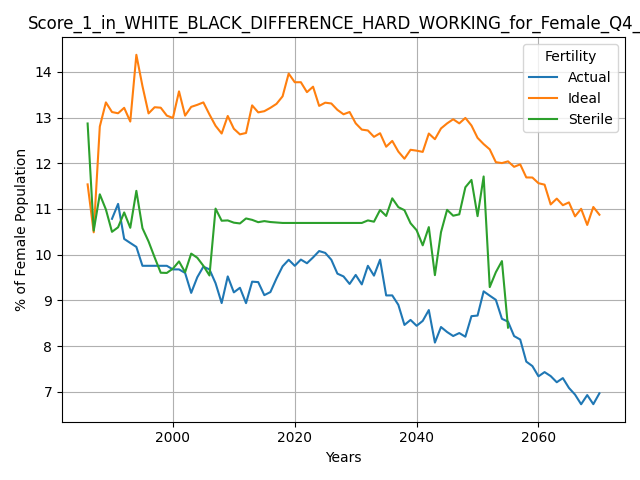 Score_1_in_WHITE_BLACK_DIFFERENCE_HARD_WORKING_for_Female_Q4_
Fertility
Actual
Ideal
Sterile
% of Female Population
14
13
12
11
10
9
8
7
2000 2020 2040 2060
Years